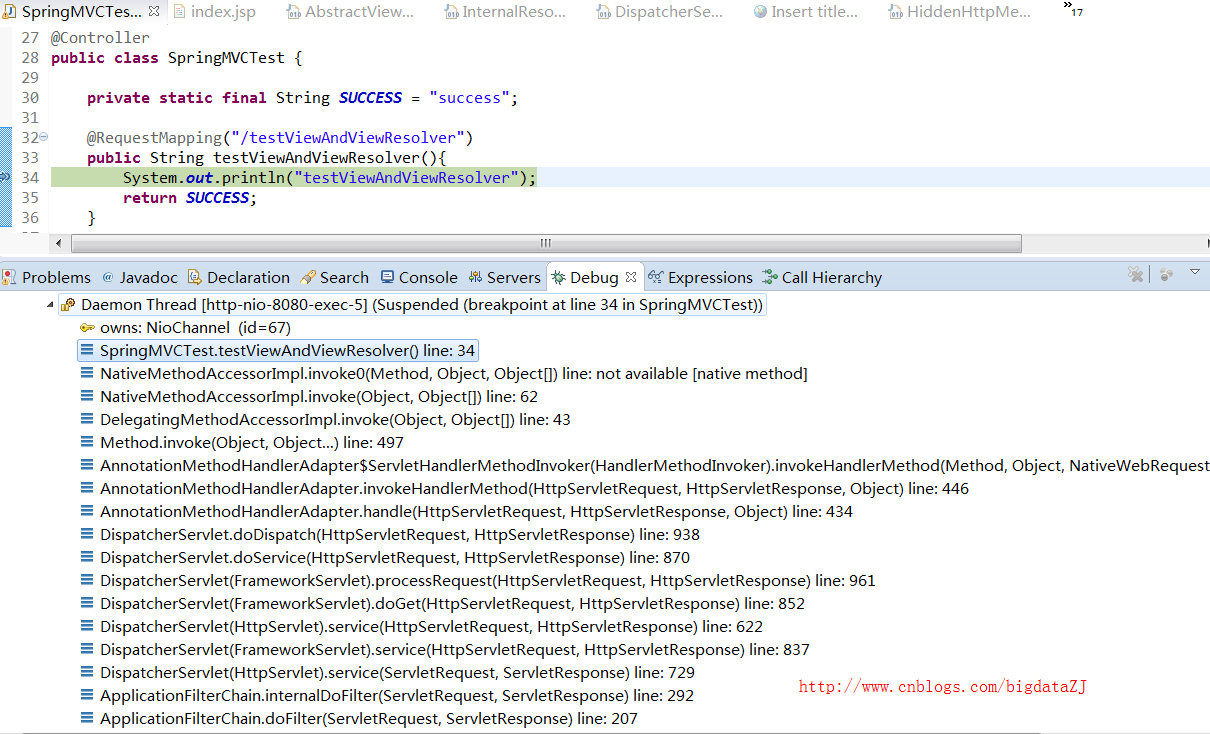 SpringMVCTes... index.jsp AbstractView... InternalReso... DispatcherSe... Insert title... HiddenHttpMe... »17
27 @Controller
28 public class SpringMVCTest {
29
30 private static final String SUCCESS = "success";
31
32 @RequestMapping("/testViewAndViewResolver")
33 public String testViewAndViewResolver(){
34 System.out.println("testViewAndViewResolver");
35 return SUCCESS;
36 }
Problems @ Javadoc Declaration Search Console Servers Debug Expressions Call Hierarchy
Daemon Thread [http-nio-8080-exec-5] (Suspended (breakpoint at line 34 in SpringMVCTest))
owns: NioChannel (id=67)
SpringMVCTest.testViewAndViewResolver() line: 34
NativeMethodAccessorImpl.invoke0(Method, Object, Object[]) line: not available [native method]
NativeMethodAccessorImpl.invoke(Object, Object[]) line: 62
DelegatingMethodAccessorImpl.invoke(Object, Object[]) line: 43
Method.invoke(Object, Object...) line: 497
AnnotationMethodHandlerAdapter$ServletHandlerMethodInvoker(HandlerMethodInvoker).invokeHandlerMethod(Method, Object, NativeWebRequest
AnnotationMethodHandlerAdapter.invokeHandlerMethod(HttpServletRequest, HttpServletResponse, Object) line: 446
AnnotationMethodHandlerAdapter.handle(HttpServletRequest, HttpServletResponse, Object) line: 434
DispatcherServlet.doDispatch(HttpServletRequest, HttpServletResponse) line: 938
DispatcherServlet.doService(HttpServletRequest, HttpServletResponse) line: 870
DispatcherServlet(FrameworkServlet).processRequest(HttpServletRequest, HttpServletResponse) line: 961
DispatcherServlet(FrameworkServlet).doGet(HttpServletRequest, HttpServletResponse) line: 852
DispatcherServlet(HttpServlet).service(HttpServletRequest, HttpServletResponse) line: 622
DispatcherServlet(FrameworkServlet).service(HttpServletRequest, HttpServletResponse) line: 837
DispatcherServlet(HttpServlet).service(ServletRequest, ServletResponse) line: 729
ApplicationFilterChain.internalDoFilter(ServletRequest, ServletResponse) line: 292
http://www.cnblogs.com/bigdataZJ
ApplicationFilterChain.doFilter(ServletRequest, ServletResponse) line: 207